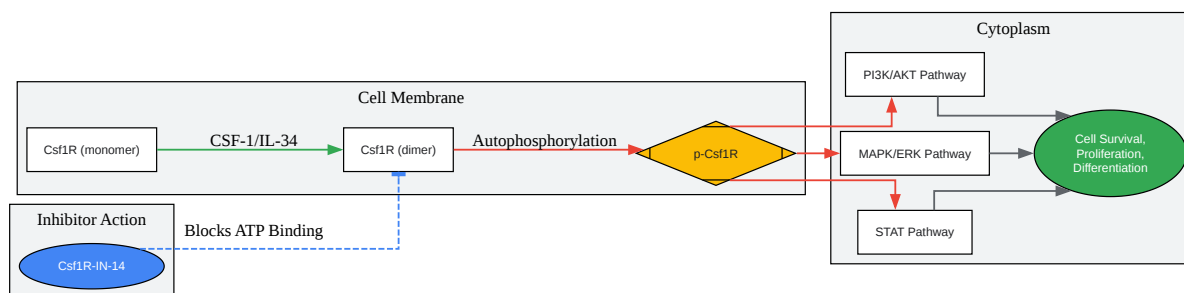 Cytoplasm
PI3K/AKT Pathway
Cell Membrane
CSF-1/IL-34
Autophosphorylation
Csf1R (monomer)
Csf1R (dimer)
p-Csf1R
MAPK/ERK Pathway
Cell Survival,
Proliferation,
Differentiation
Inhibitor Action
Blocks ATP Binding
STAT Pathway
Csf1R-IN-14